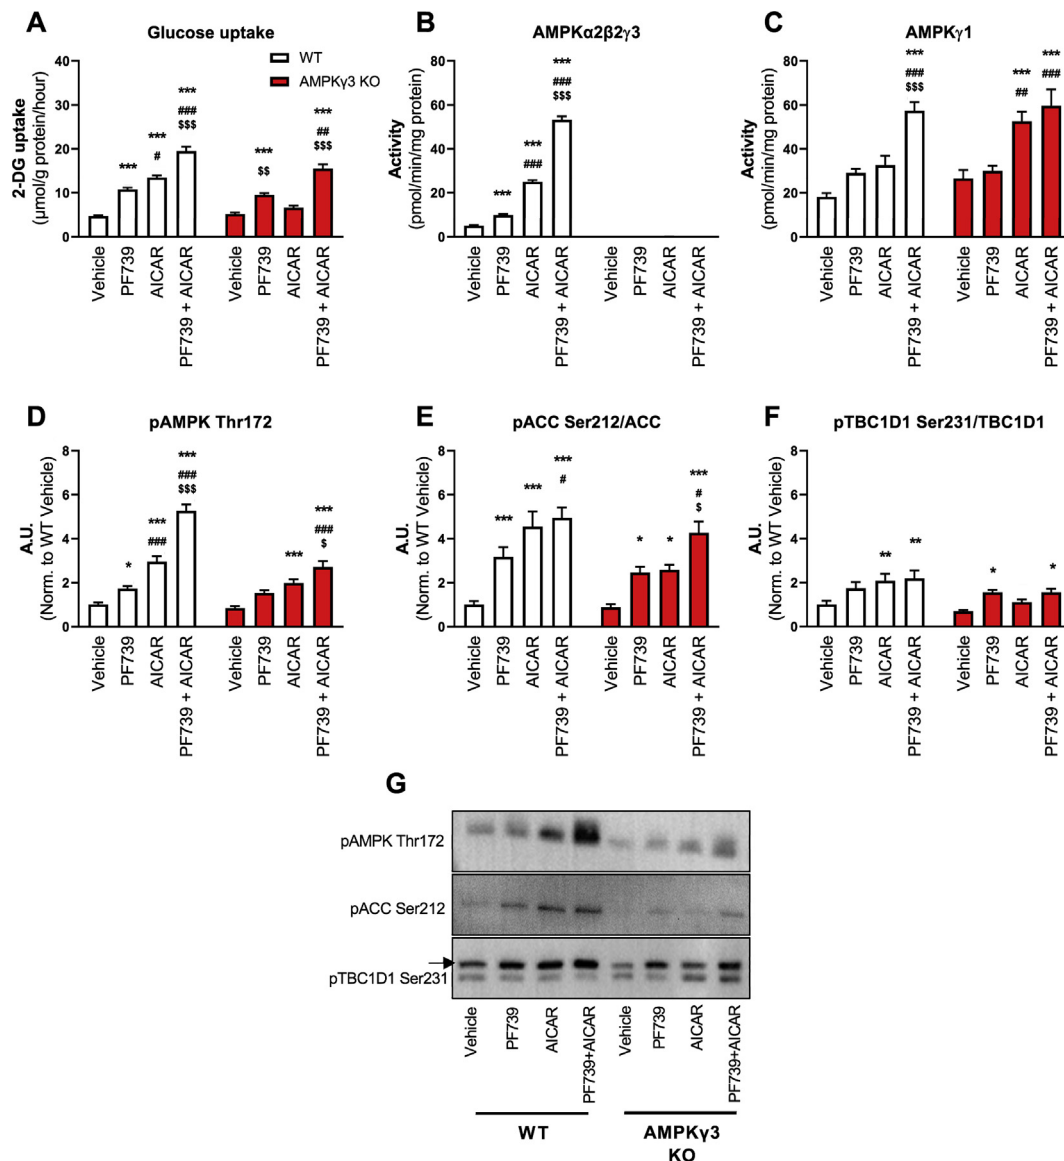 A
Glucose uptake
WT
AMPKγ3 KO
2-DG uptake
(μmol/g protein/hour)
40
30
20
10
0
***
***
#
***
###
$$$
***
$$
***
##
$$$
Vehicle
PF739
AICAR
PF739 + AICAR
Vehicle
PF739
AICAR
PF739 + AICAR
B
AMPKα2β2γ3
Activity
(pmol/min/mg protein)
80
60
40
20
0
***
***
###
***
###
$$$
Vehicle
PF739
AICAR
PF739 + AICAR
Vehicle
PF739
AICAR
PF739 + AICAR
C
AMPKγ1
Activity
(pmol/min/mg protein)
80
60
40
20
0
***
###
$$$
***
##
***
###
Vehicle
PF739
AICAR
PF739 + AICAR
Vehicle
PF739
AICAR
PF739 + AICAR
D
pAMPK Thr172
A.U.
(Norm. to WT Vehicle)
8
6
4
2
0
*
***
###
***
###
$$$
***
***
###
$
Vehicle
PF739
AICAR
PF739 + AICAR
Vehicle
PF739
AICAR
PF739 + AICAR
E
pACC Ser212/ACC
A.U.
(Norm. to WT Vehicle)
8
6
4
2
0
***
***
***
#
*
*
***
#
$
Vehicle
PF739
AICAR
PF739 + AICAR
Vehicle
PF739
AICAR
PF739 + AICAR
F
pTBC1D1 Ser231/TBC1D1
A.U.
(Norm. to WT Vehicle)
8
6
4
2
0
**
**
*
*
Vehicle
PF739
AICAR
PF739 + AICAR
Vehicle
PF739
AICAR
PF739 + AICAR
G
pAMPK Thr172
pACC Ser212
pTBC1D1 Ser231
Vehicle
PF739
AICAR
PF739+AICAR
Vehicle
PF739
AICAR
PF739+AICAR
WT
AMPKγ3
KO